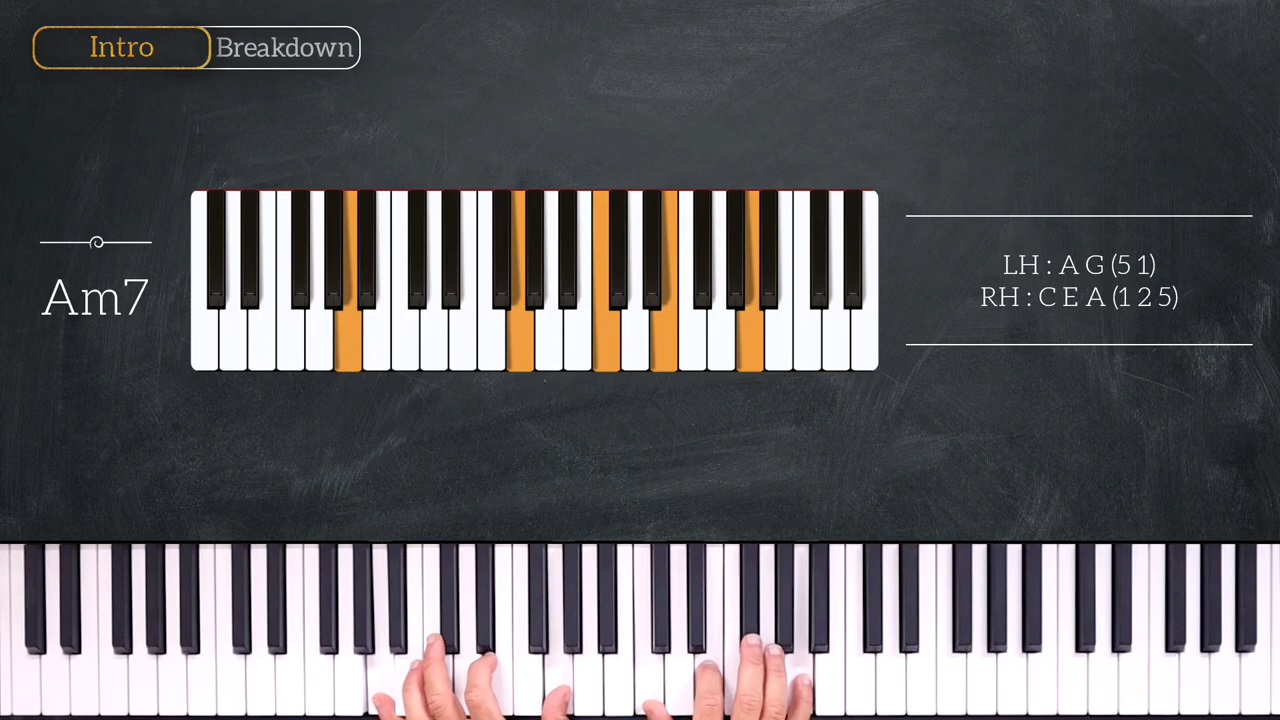 Intro Breakdown
Am7
LH : A G (5 1)
RH : C E A (1 2 5)